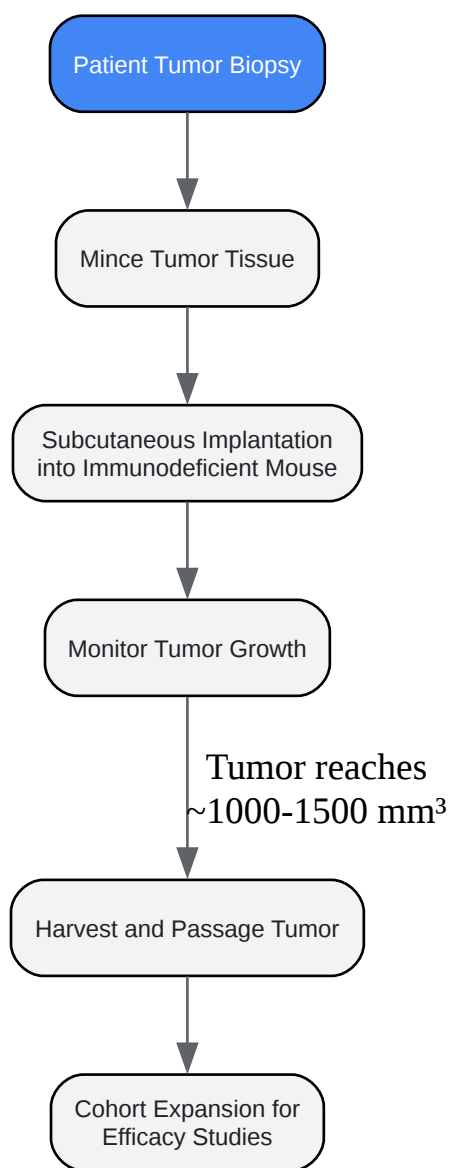 Patient Tumor Biopsy
Mince Tumor Tissue
Subcutaneous Implantation
into Immunodeficient Mouse
Monitor Tumor Growth
Tumor reaches
~1000-1500 mm³
Harvest and Passage Tumor
Cohort Expansion for
Efficacy Studies